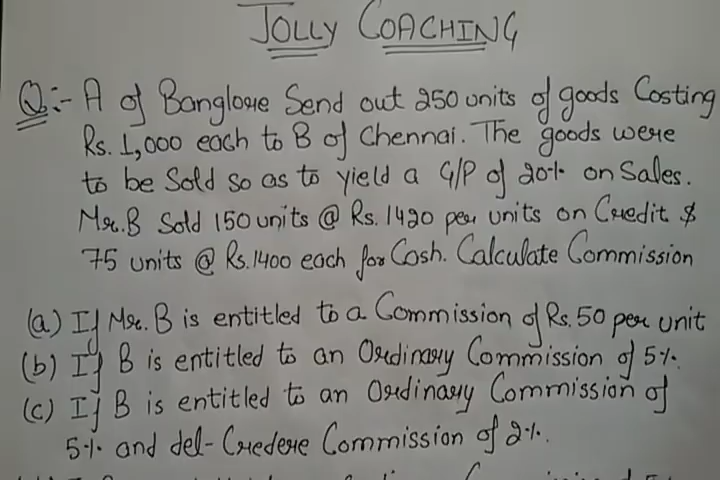 JOLLY COACHING
Q:- A of Banglore Send out 250 units of goods Costing
Rs. 1,000 each to B of Chennai. The goods were
to be Sold so as to yield a G/P of 20% on Sales.
Mr. B Sold 150 units @ Rs. 1420 per units on Credit &
75 units @ Rs. 1400 each for Cash. Calculate Commission
(a) If Mr. B is entitled to a Commission of Rs. 50 per unit
(b) If B is entitled to an Ordinary Commission of 5%.
(c) If B is entitled to an Ordinary Commission of
5% and del-Credere Commission of 2%.